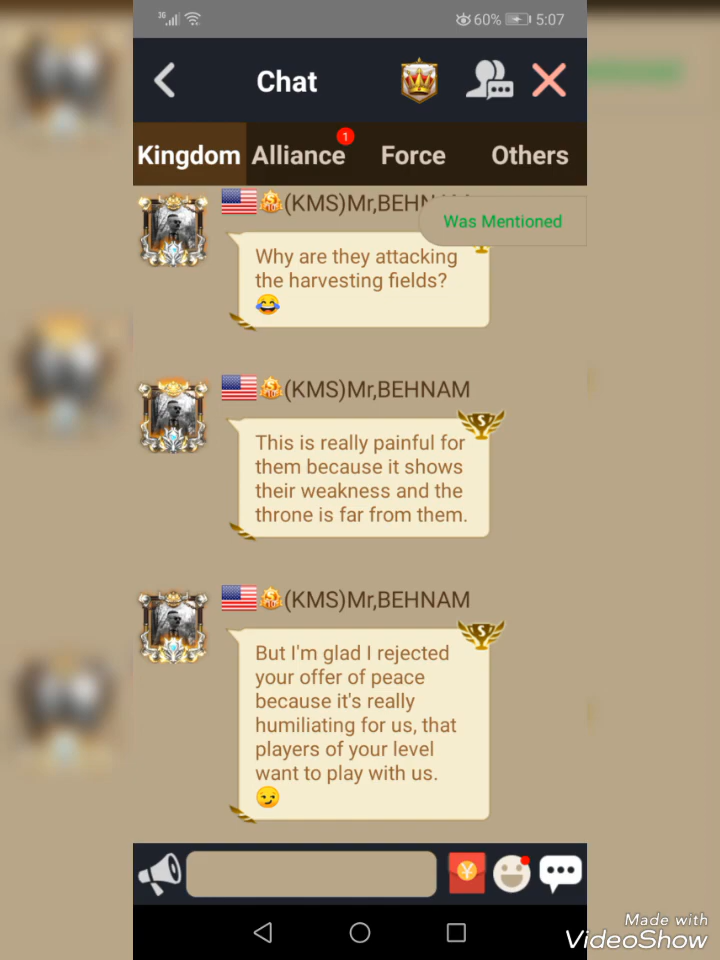 3G 60% 5:07
Chat
1
Kingdom Alliance Force Others
(KMS)Mr,BEHNAM
Was Mentioned
Why are they attacking
the harvesting fields?
😂
(KMS)Mr,BEHNAM
S
This is really painful for
them because it shows
their weakness and the
throne is far from them.
(KMS)Mr,BEHNAM
S
But I'm glad I rejected
your offer of peace
because it's really
humiliating for us, that
players of your level
want to play with us.
😏
¥
Made with
VideoShow